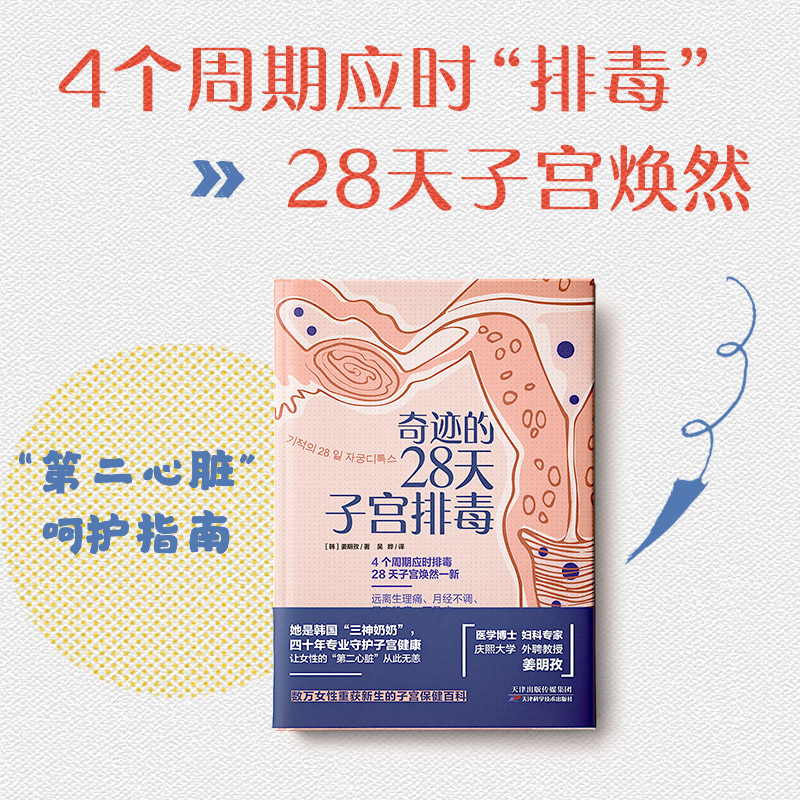 4个周期应时“排毒”
28天子宫焕然
“第二心脏”
呵护指南
奇迹的
기적의 28 일 자궁디톡스
28天
子宫排毒
［韩］姜明孜/著 吴 晔/译
4 个周期应时排毒
28 天子宫焕然一新
远离生理痛、月经不调、
她是韩国“三神奶奶”，
四十年专业守护子宫健康
让女性的“第二心脏”从此无恙
医学博士 妇科专家
庆熙大学 外聘教授
姜明孜
数万女性重获新生的子宫保健百科
天津出版传媒集团
天津科学技术出版社